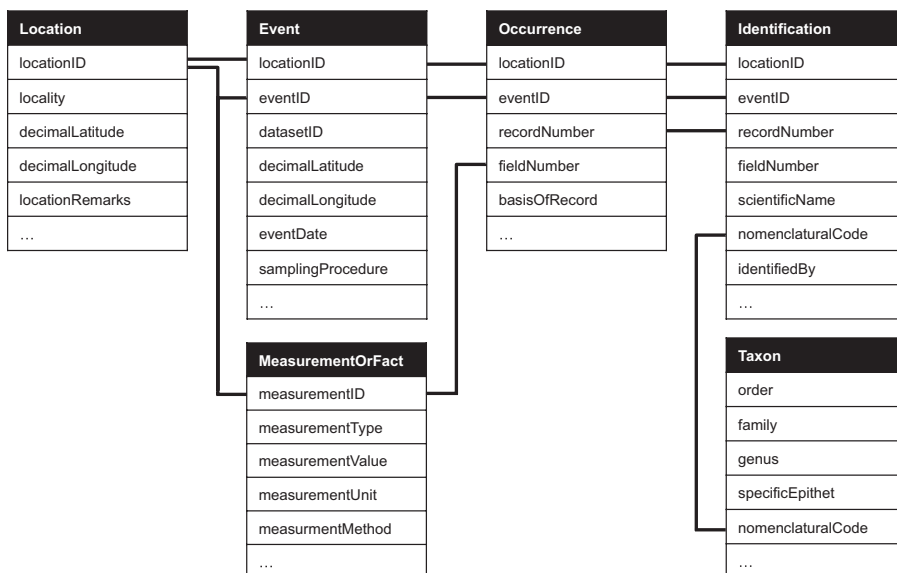 Location
locationID
locality
decimalLatitude
decimalLongitude
locationRemarks
…
Event
locationID
eventID
datasetID
decimalLatitude
decimalLongitude
eventDate
samplingProcedure
…
Occurrence
locationID
eventID
recordNumber
fieldNumber
basisOfRecord
…
Identification
locationID
eventID
recordNumber
fieldNumber
scientificName
nomenclaturalCode
identifiedBy
…
MeasurementOrFact
measurementID
measurementType
measurementValue
measurementUnit
measurmentMethod
…
Taxon
order
family
genus
specificEpithet
nomenclaturalCode
…